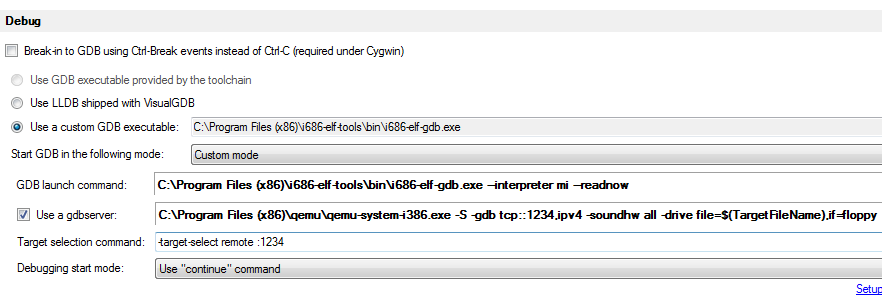 Debug
Break-in to GDB using Ctrl-Break events instead of Ctrl-C (required under Cygwin)
Use GDB executable provided by the toolchain
Use LLDB shipped with VisualGDB
Use a custom GDB executable: C:\Program Files (x86)\i686-elf-tools\bin\i686-elf-gdb.exe
Start GDB in the following mode: Custom mode
GDB launch command: C:\Program Files (x86)\i686-elf-tools\bin\i686-elf-gdb.exe --interpreter mi --readnow
Use a gdbserver: C:\Program Files (x86)\qemu\qemu-system-i386.exe -S -gdb tcp::1234,ipv4 -soundhw all -drive file=$(TargetFileName),if=floppy
Target selection command: -target-select remote :1234
Debugging start mode: Use "continue" command
Setup